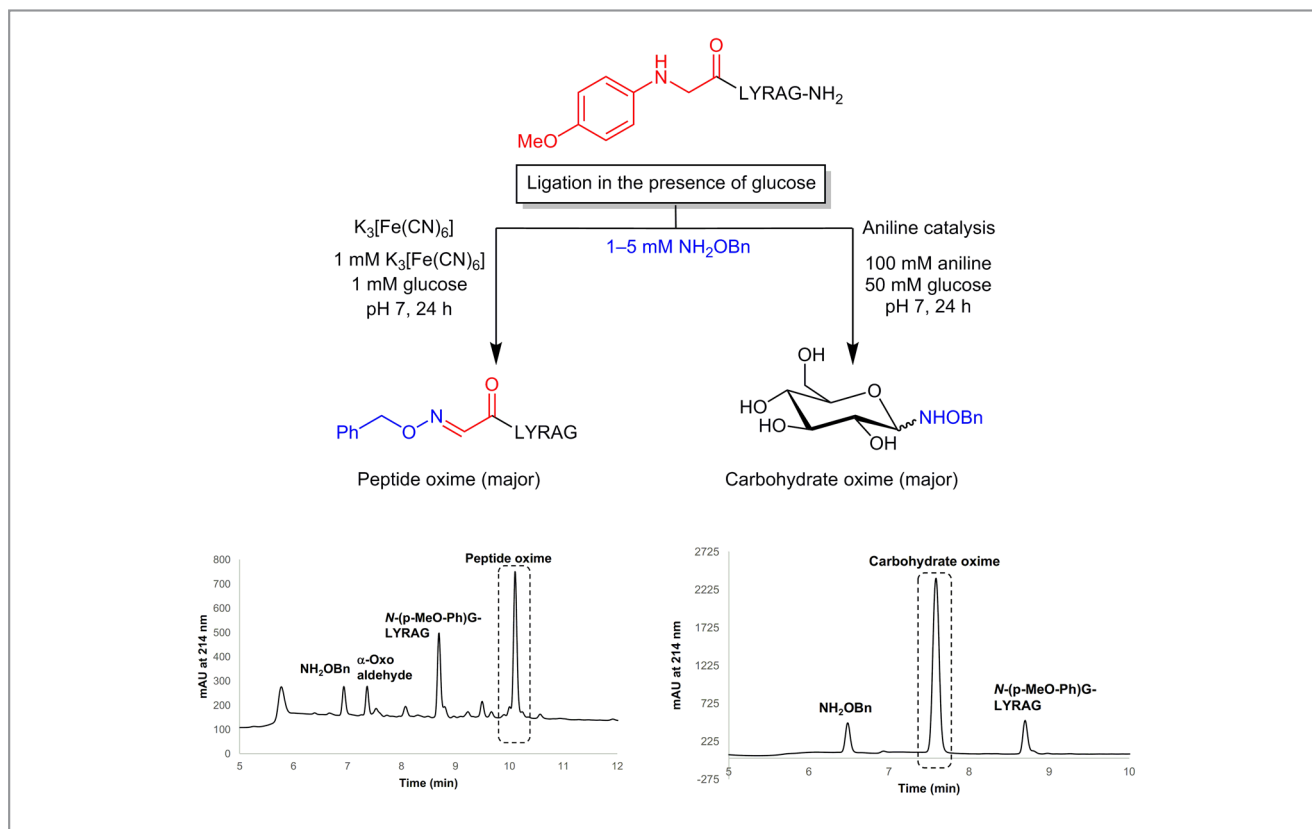 O
H
N
LYRAG-NH₂
MeO
Ligation in the presence of glucose
K₃[Fe(CN)₆]
1 mM K₃[Fe(CN)₆]
1 mM glucose
pH 7, 24 h
1–5 mM NH₂OBn
Aniline catalysis
100 mM aniline
50 mM glucose
pH 7, 24 h
O
N
Ph
O
LYRAG
Peptide oxime (major)
OH
O
HO
HO
OH
NHOBn
Carbohydrate oxime (major)
Peptide oxime
N-(p-MeO-Ph)G-
LYRAG
α-Oxo
aldehyde
NH₂OBn
mAU at 214 nm
800
700
600
500
400
300
200
100
0
5 6 7 8 9 10 11 12
Time (min)
Carbohydrate oxime
NH₂OBn
N-(p-MeO-Ph)G-
LYRAG
mAU at 214 nm
2725
2225
1725
1225
725
225
-275
5 6 7 8 9 10
Time (min)